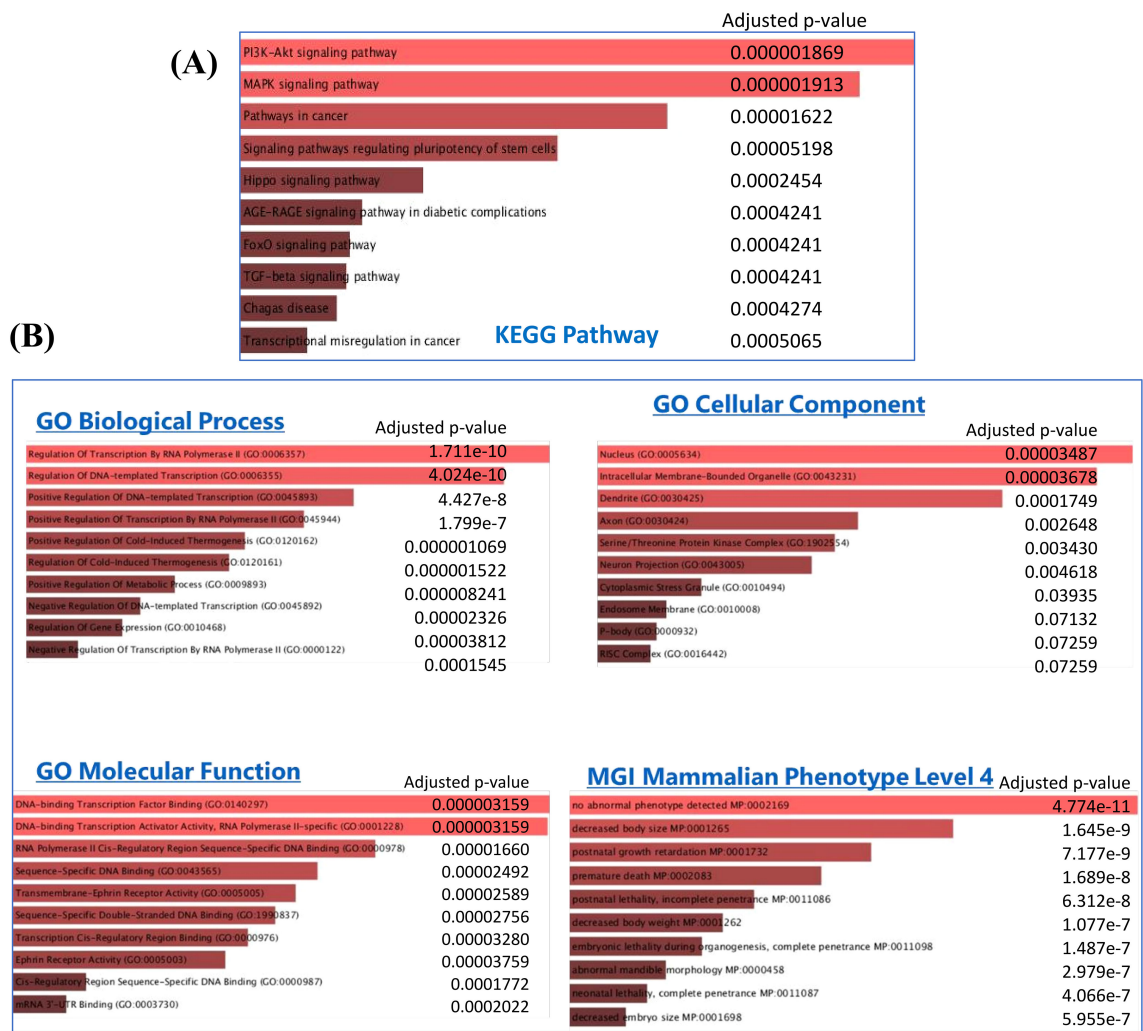 Adjusted p-value
(A)
PI3K-Akt signaling pathway 0.000001869
MAPK signaling pathway 0.000001913
Pathways in cancer 0.00001622
Signaling pathways regulating pluripotency of stem cells 0.00005198
Hippo signaling pathway 0.0002454
AGE-RAGE signaling pathway in diabetic complications 0.0004241
FoxO signaling pathway 0.0004241
TGF-beta signaling pathway 0.0004241
Chagas disease 0.0004274
Transcriptional misregulation in cancer 0.0005065
KEGG Pathway
(B)
GO Biological Process
Adjusted p-value
Regulation Of Transcription By RNA Polymerase II (GO:0006357) 1.711e-10
Regulation Of DNA-templated Transcription (GO:0006355) 4.024e-10
Positive Regulation Of DNA-templated Transcription (GO:0045893) 4.427e-8
Positive Regulation Of Transcription By RNA Polymerase II (GO:0045944) 1.799e-7
Positive Regulation Of Cold-Induced Thermogenesis (GO:0120162) 0.000001069
Regulation Of Cold-Induced Thermogenesis (GO:0120161) 0.000001522
Positive Regulation Of Metabolic Process (GO:0009893) 0.000008241
Negative Regulation Of DNA-templated Transcription (GO:0045892) 0.00002326
Regulation Of Gene Expression (GO:0010468) 0.00003812
Negative Regulation Of Transcription By RNA Polymerase II (GO:0000122) 0.0001545
GO Cellular Component
Adjusted p-value
Nucleus (GO:0005634) 0.00003487
Intracellular Membrane-Bounded Organelle (GO:0043231) 0.00003678
Dendrite (GO:0030425) 0.0001749
Axon (GO:0030424) 0.002648
Serine/Threonine Protein Kinase Complex (GO:1902554) 0.003430
Neuron Projection (GO:0043005) 0.004618
Cytoplasmic Stress Granule (GO:0010494) 0.03935
Endosome Membrane (GO:0010008) 0.07132
P-body (GO:0000932) 0.07259
RISC Complex (GO:0016442) 0.07259
GO Molecular Function
Adjusted p-value
DNA-binding Transcription Factor Binding (GO:0140297) 0.000003159
DNA-binding Transcription Activator Activity, RNA Polymerase II-specific (GO:0001228) 0.000003159
RNA Polymerase II Cis-Regulatory Region Sequence-Specific DNA Binding (GO:0000978) 0.00001660
Sequence-Specific DNA Binding (GO:0043565) 0.00002492
Transmembrane-Ephrin Receptor Activity (GO:0005005) 0.00002589
Sequence-Specific Double-Stranded DNA Binding (GO:1990837) 0.00002756
Transcription Cis-Regulatory Region Binding (GO:0000976) 0.00003280
Ephrin Receptor Activity (GO:0005003) 0.00003759
Cis-Regulatory Region Sequence-Specific DNA Binding (GO:0000987) 0.0001772
mRNA 3'-UTR Binding (GO:0003730) 0.0002022
MGI Mammalian Phenotype Level 4
Adjusted p-value
no abnormal phenotype detected MP:0002169 4.774e-11
decreased body size MP:0001265 1.645e-9
postnatal growth retardation MP:0001732 7.177e-9
premature death MP:0002083 1.689e-8
postnatal lethality, incomplete penetrance MP:0011086 6.312e-8
decreased body weight MP:0001262 1.077e-7
embryonic lethality during organogenesis, complete penetrance MP:0011098 1.487e-7
abnormal mandible morphology MP:0000458 2.979e-7
neonatal lethality, complete penetrance MP:0011087 4.066e-7
decreased embryo size MP:0001698 5.955e-7